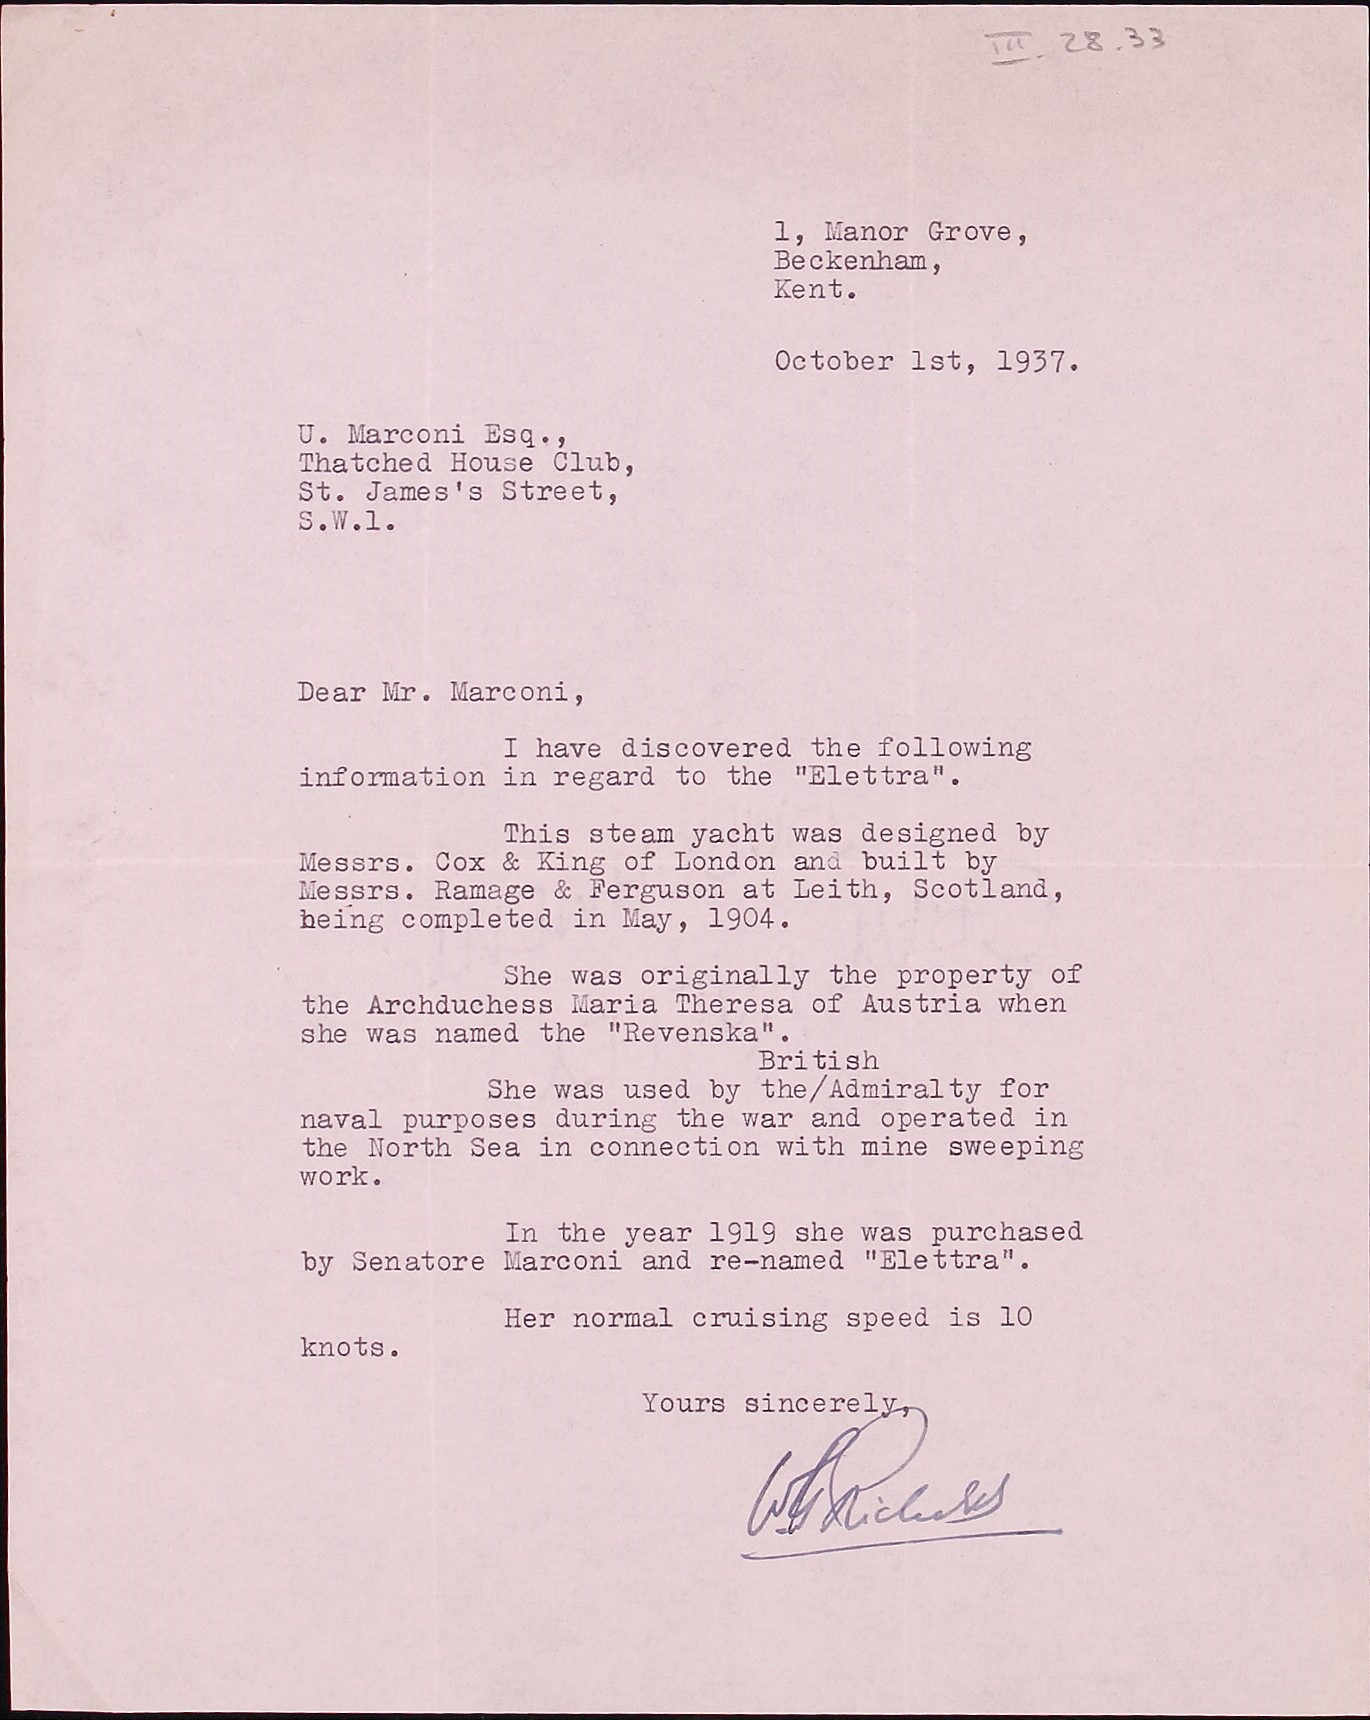 III. 28.33
1, Manor Grove,
Beckenham,
Kent.
October 1st, 1937.
U. Marconi Esq.,
Thatched House Club,
St. James's Street,
S.W.1.
Dear Mr. Marconi,
I have discovered the following
information in regard to the "Elettra".
This steam yacht was designed by
Messrs. Cox & King of London and built by
Messrs. Ramage & Ferguson at Leith, Scotland,
being completed in May, 1904.
She was originally the property of
the Archduchess Maria Theresa of Austria when
she was named the "Revenska".
British
She was used by the/Admiralty for
naval purposes during the war and operated in
the North Sea in connection with mine sweeping
work.
In the year 1919 she was purchased
by Senatore Marconi and re-named "Elettra".
Her normal cruising speed is 10
knots.
Yours sincerely,